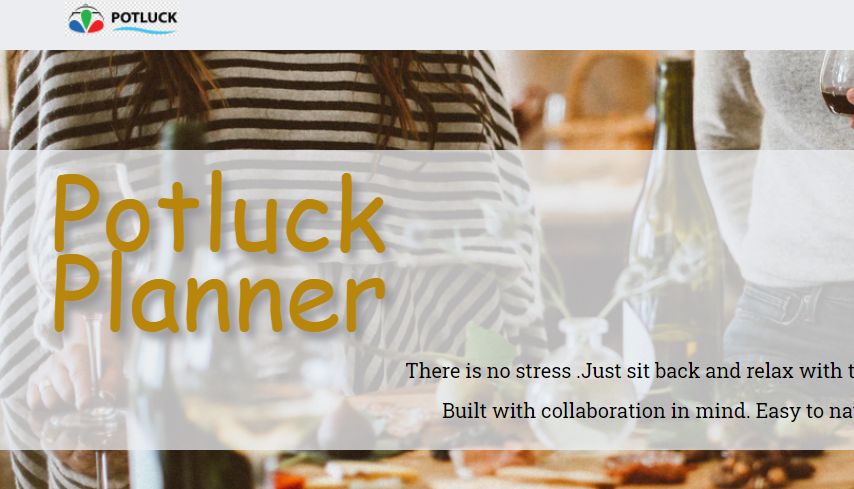 POTLUCK
Potluck
Planner
There is no stress .Just sit back and relax with
Built with collaboration in mind. Easy to